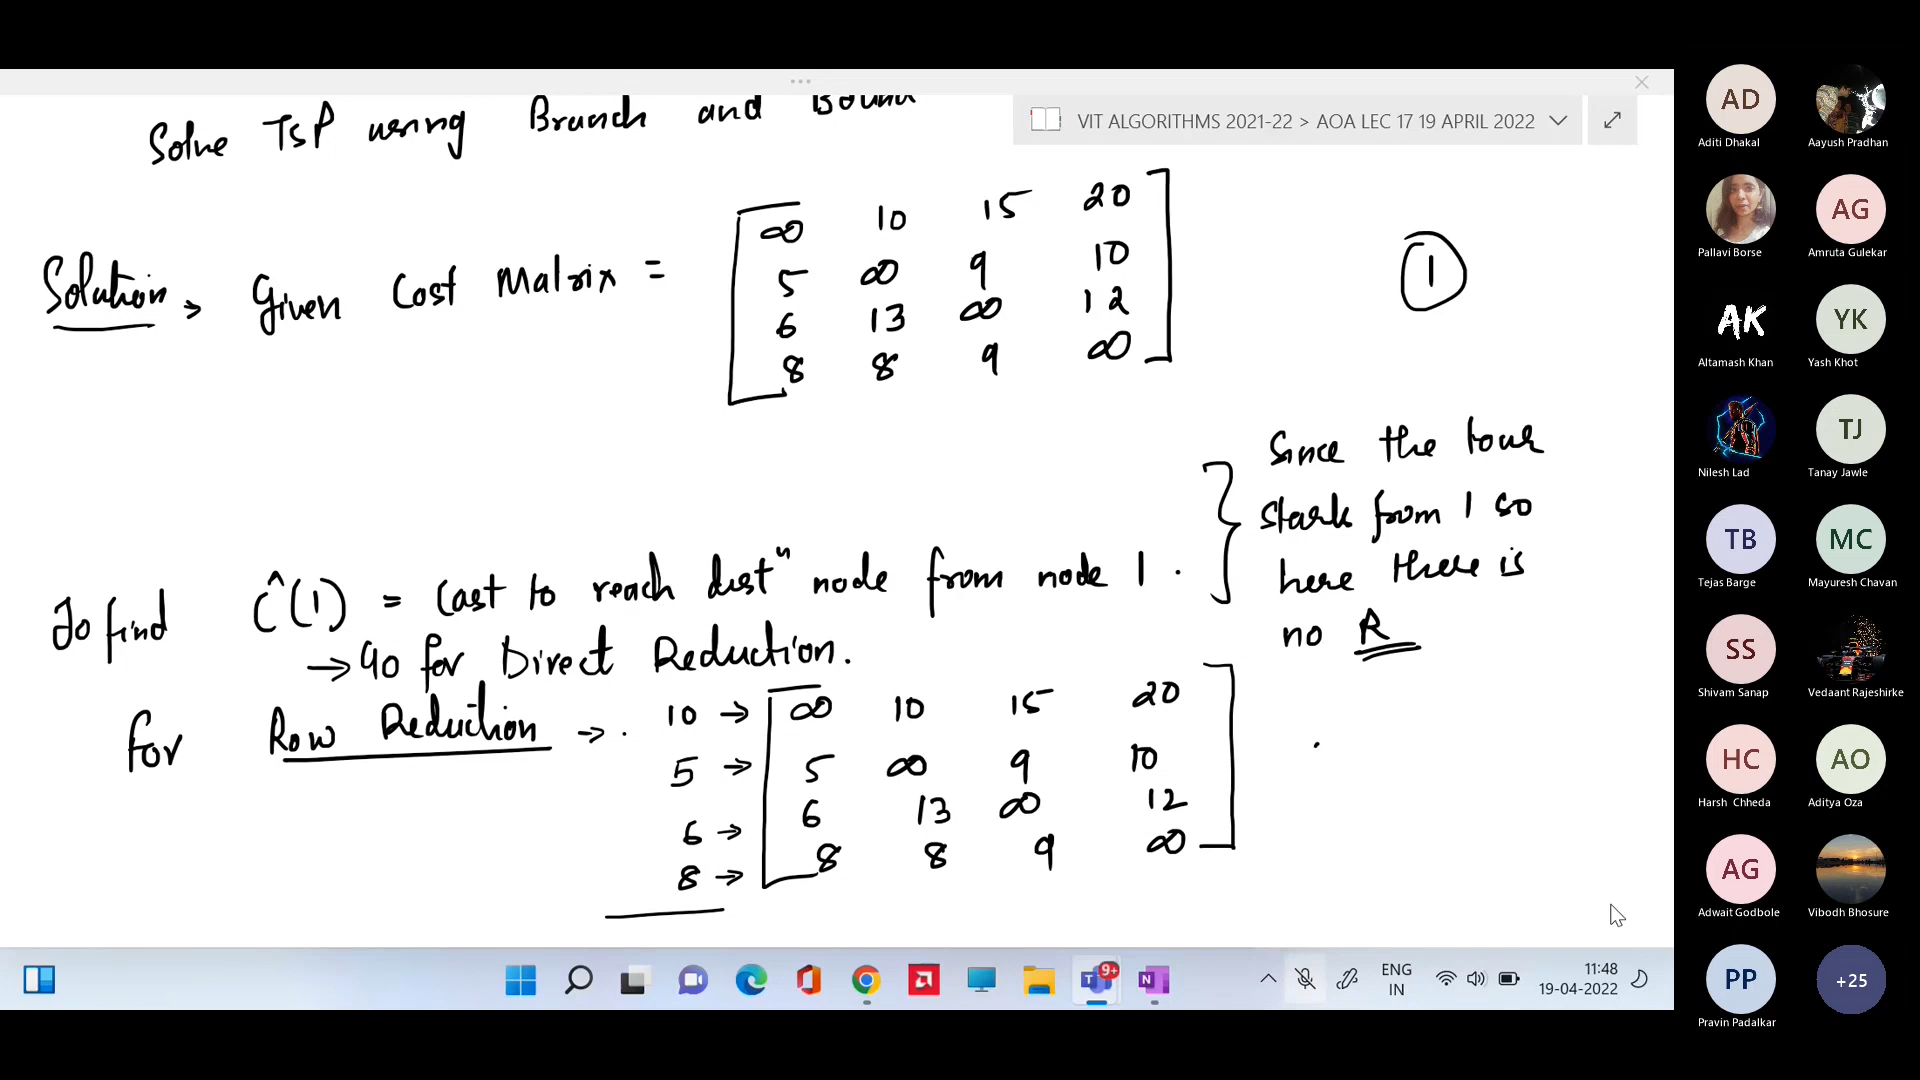 Solve TSP using Branch and Bound
VIT ALGORITHMS 2021-22 > AOA LEC 17 19 APRIL 2022
Solution → Given Cost Matrix =
∞ 10 15 20
5 ∞ 9 10
6 13 ∞ 12
8 8 9 ∞
1
To find Ĉ(1) = Cost to reach distⁿ node from node 1 .
Since the tour
starts from 1 so
here there is
no R
→ Go for Direct Reduction.
for Row Reduction → .
10 → ∞ 10 15 20
5 → 5 ∞ 9 10
6 → 6 13 ∞ 12
8 → 8 8 9 ∞
AD
Aditi Dhakal
Aayush Pradhan
Pallavi Borse
AG
Amruta Gulekar
AK
Altamash Khan
YK
Yash Khot
Nilesh Lad
TJ
Tanay Jawle
TB
Tejas Barge
MC
Mayuresh Chavan
SS
Shivam Sanap
Vedaant Rajeshirke
HC
Harsh Chheda
AO
Aditya Oza
AG
Adwait Godbole
Vibodh Bhosure
PP
Pravin Padalkar
+25
9+
ENG
IN
11:48
19-04-2022